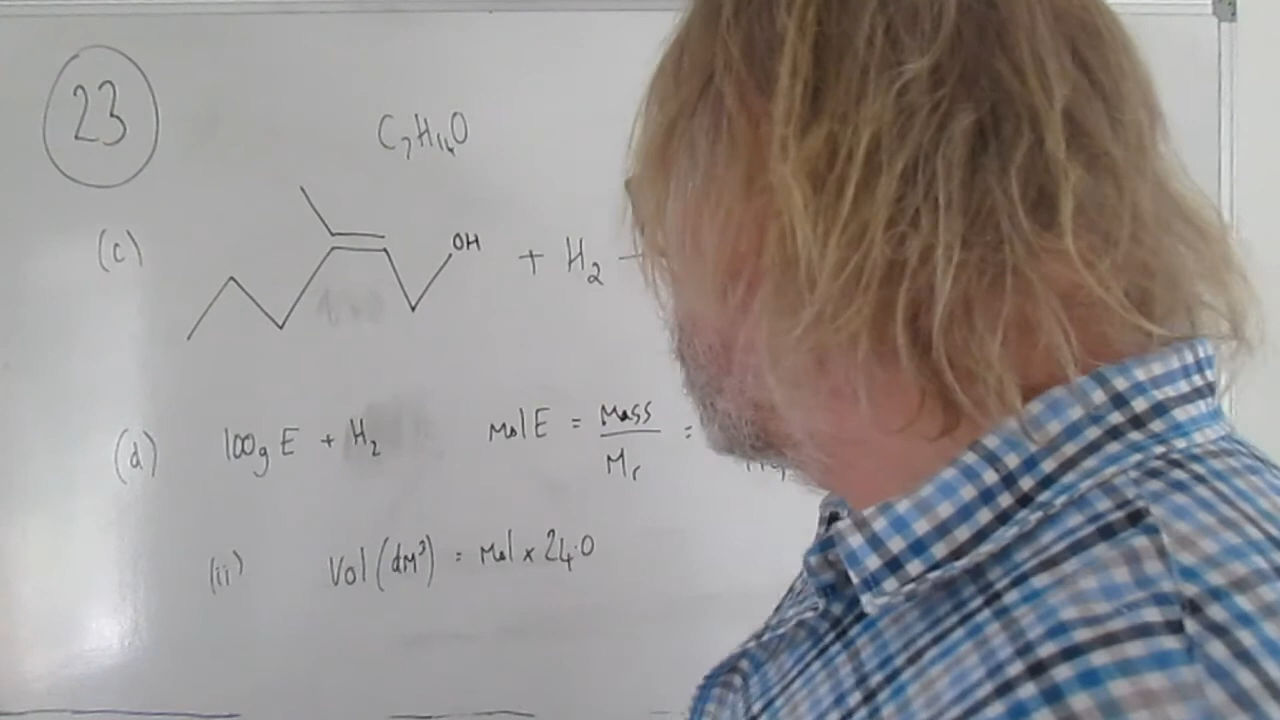 23
C₇H₁₄O
(c) OH + H₂
(d) 100g E + H₂ Mol E = Mass / Mr =
(ii) Vol (dm³) = Mol × 24.0